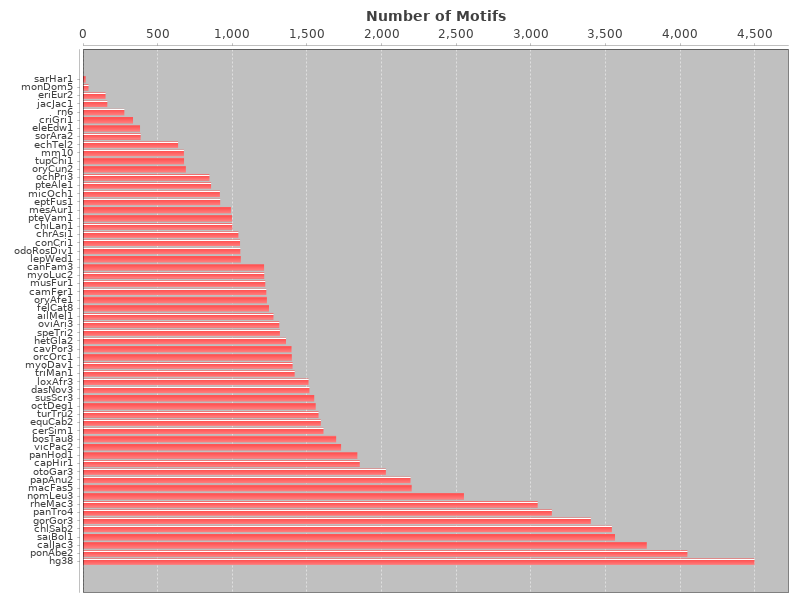 Number of Motifs
0 500 1,000 1,500 2,000 2,500 3,000 3,500 4,000 4,500
sarHar1
monDom5
eriEur2
jacJac1
rn6
criGri1
eleEdw1
sorAra2
echTel2
mm10
tupChi1
oryCun2
ochPri3
pteAle1
micOch1
eptFus1
mesAur1
pteVam1
chiLan1
chrAsi1
conCri1
odoRosDiv1
lepWed1
canFam3
myoLuc2
musFur1
camFer1
oryAfe1
felCat8
ailMel1
oviAri3
speTri2
hetGla2
cavPor3
orcOrc1
myoDav1
triMan1
loxAfr3
dasNov3
susScr3
octDeg1
turTru2
equCab2
cerSim1
bosTau8
vicPac2
panHod1
capHir1
otoGar3
papAnu2
macFas5
nomLeu3
rheMac3
panTro4
gorGor3
chlSab2
saiBol1
calJac3
ponAbe2
hg38